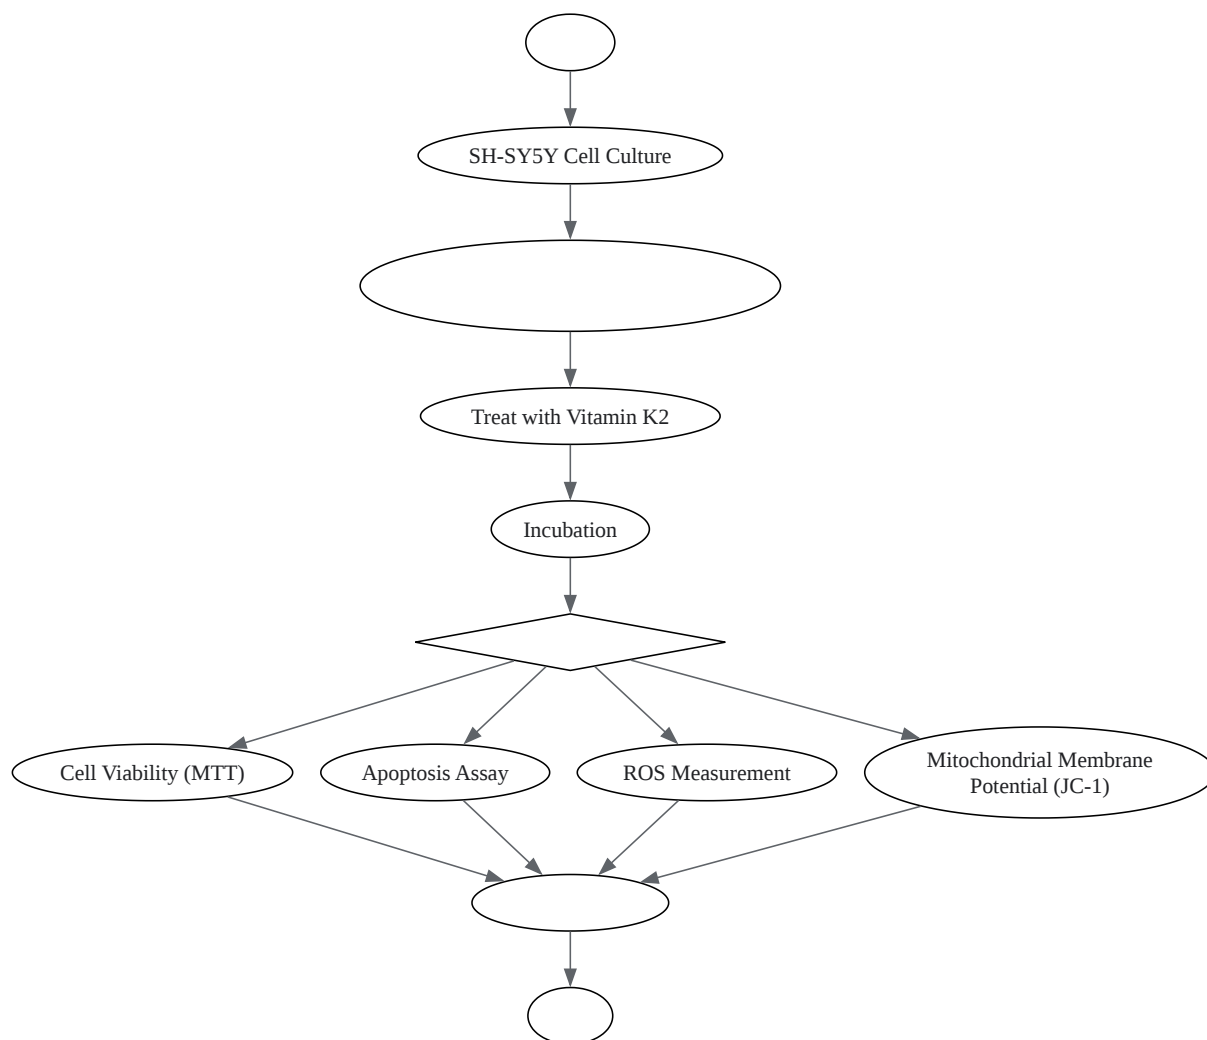 SH-SY5Y Cell Culture
Treat with Vitamin K2
Incubation
Cell Viability (MTT)
Apoptosis Assay
ROS Measurement
Mitochondrial Membrane
Potential (JC-1)